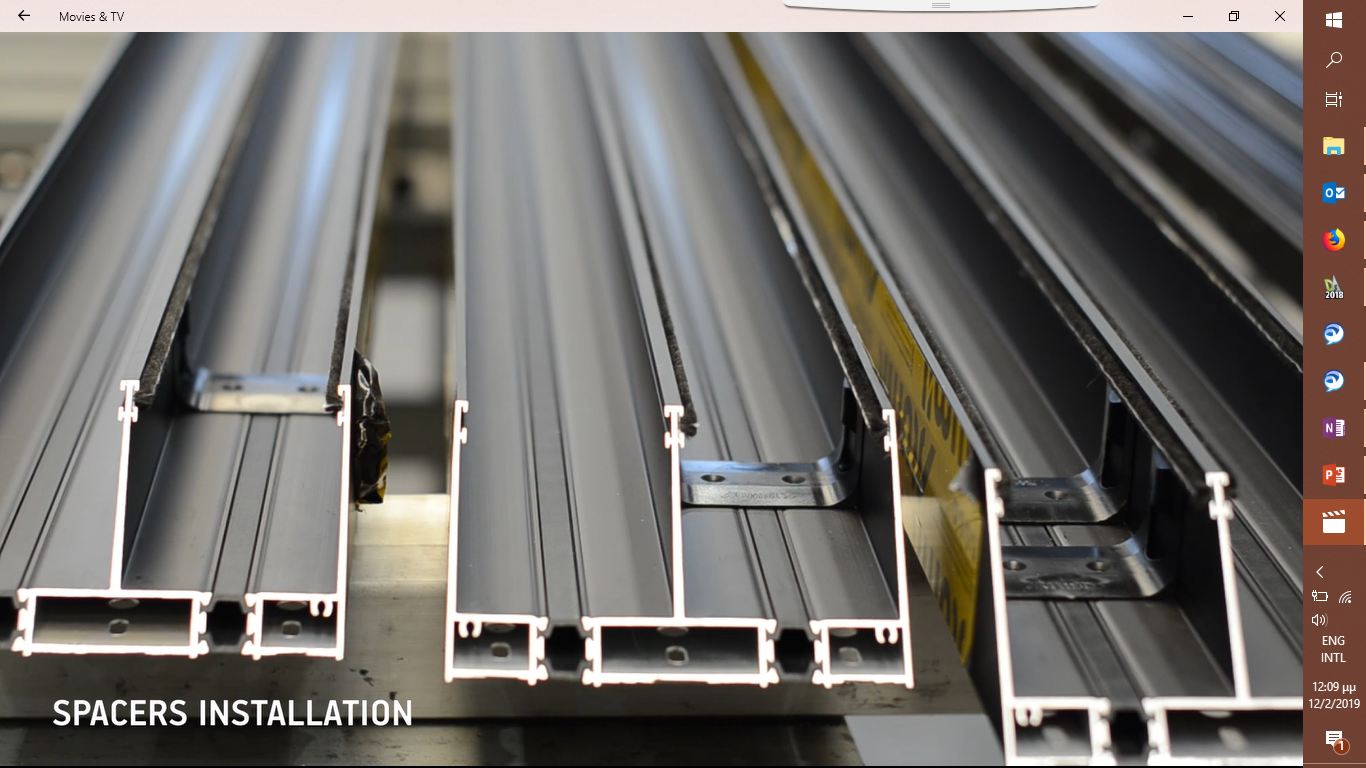 Movies & TV
SPACERS INSTALLATION
2018
ENG
INTL
12:09 μμ
12/2/2019
1